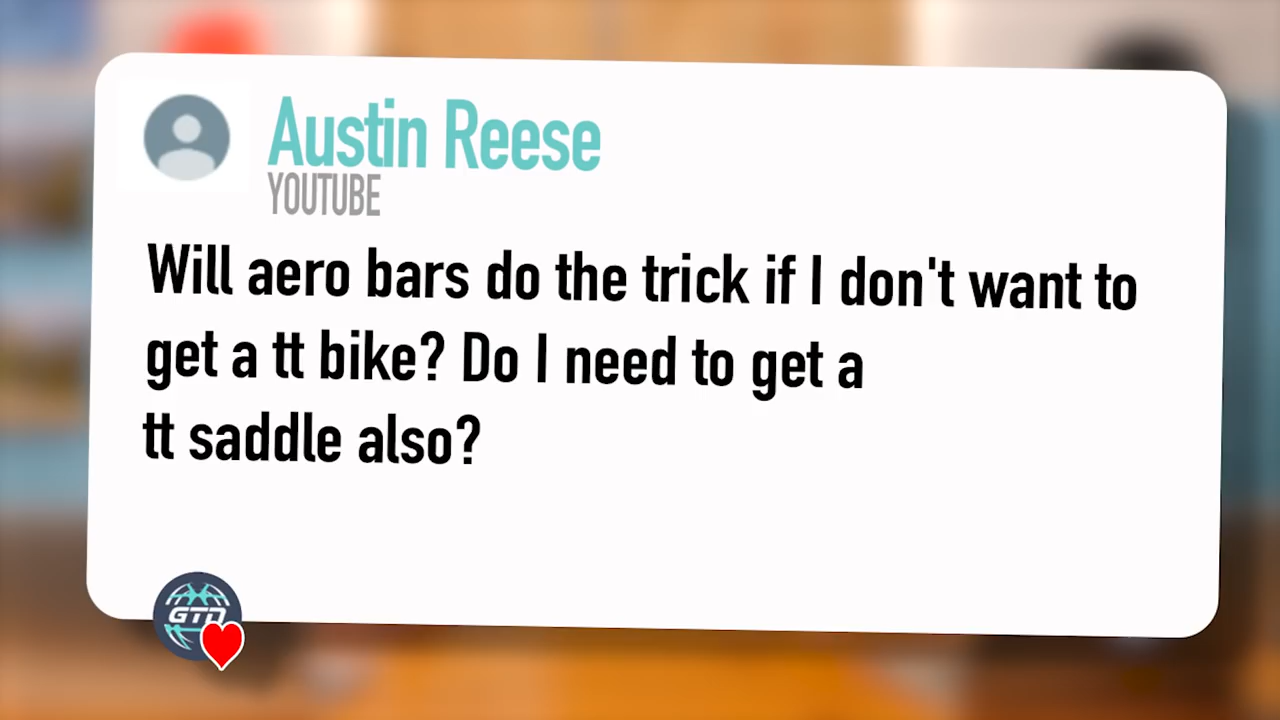 Austin Reese
YOUTUBE
Will aero bars do the trick if I don't want to
get a tt bike? Do I need to get a
tt saddle also?
GTN